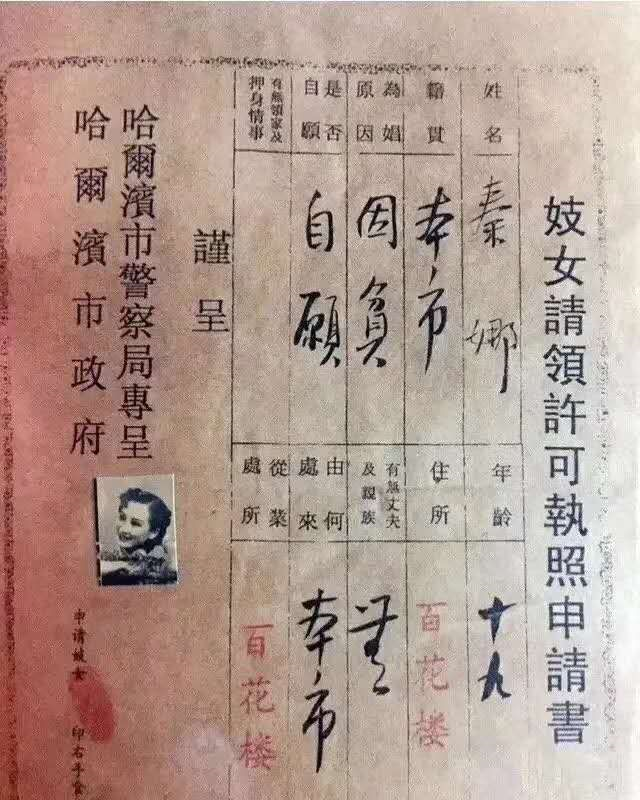 妓女請領許可執照申請書
姓名
秦娜
年齡
十九
籍貫
本市
住所
百花楼
為娼原因
因負
有無丈夫及親族
無
是否自願
自願
由何處來
本市
有無領家及押身情事
從業處所
百花楼
謹呈
哈爾濱市警察局專呈
哈爾濱市政府
申请妓女
印右手食